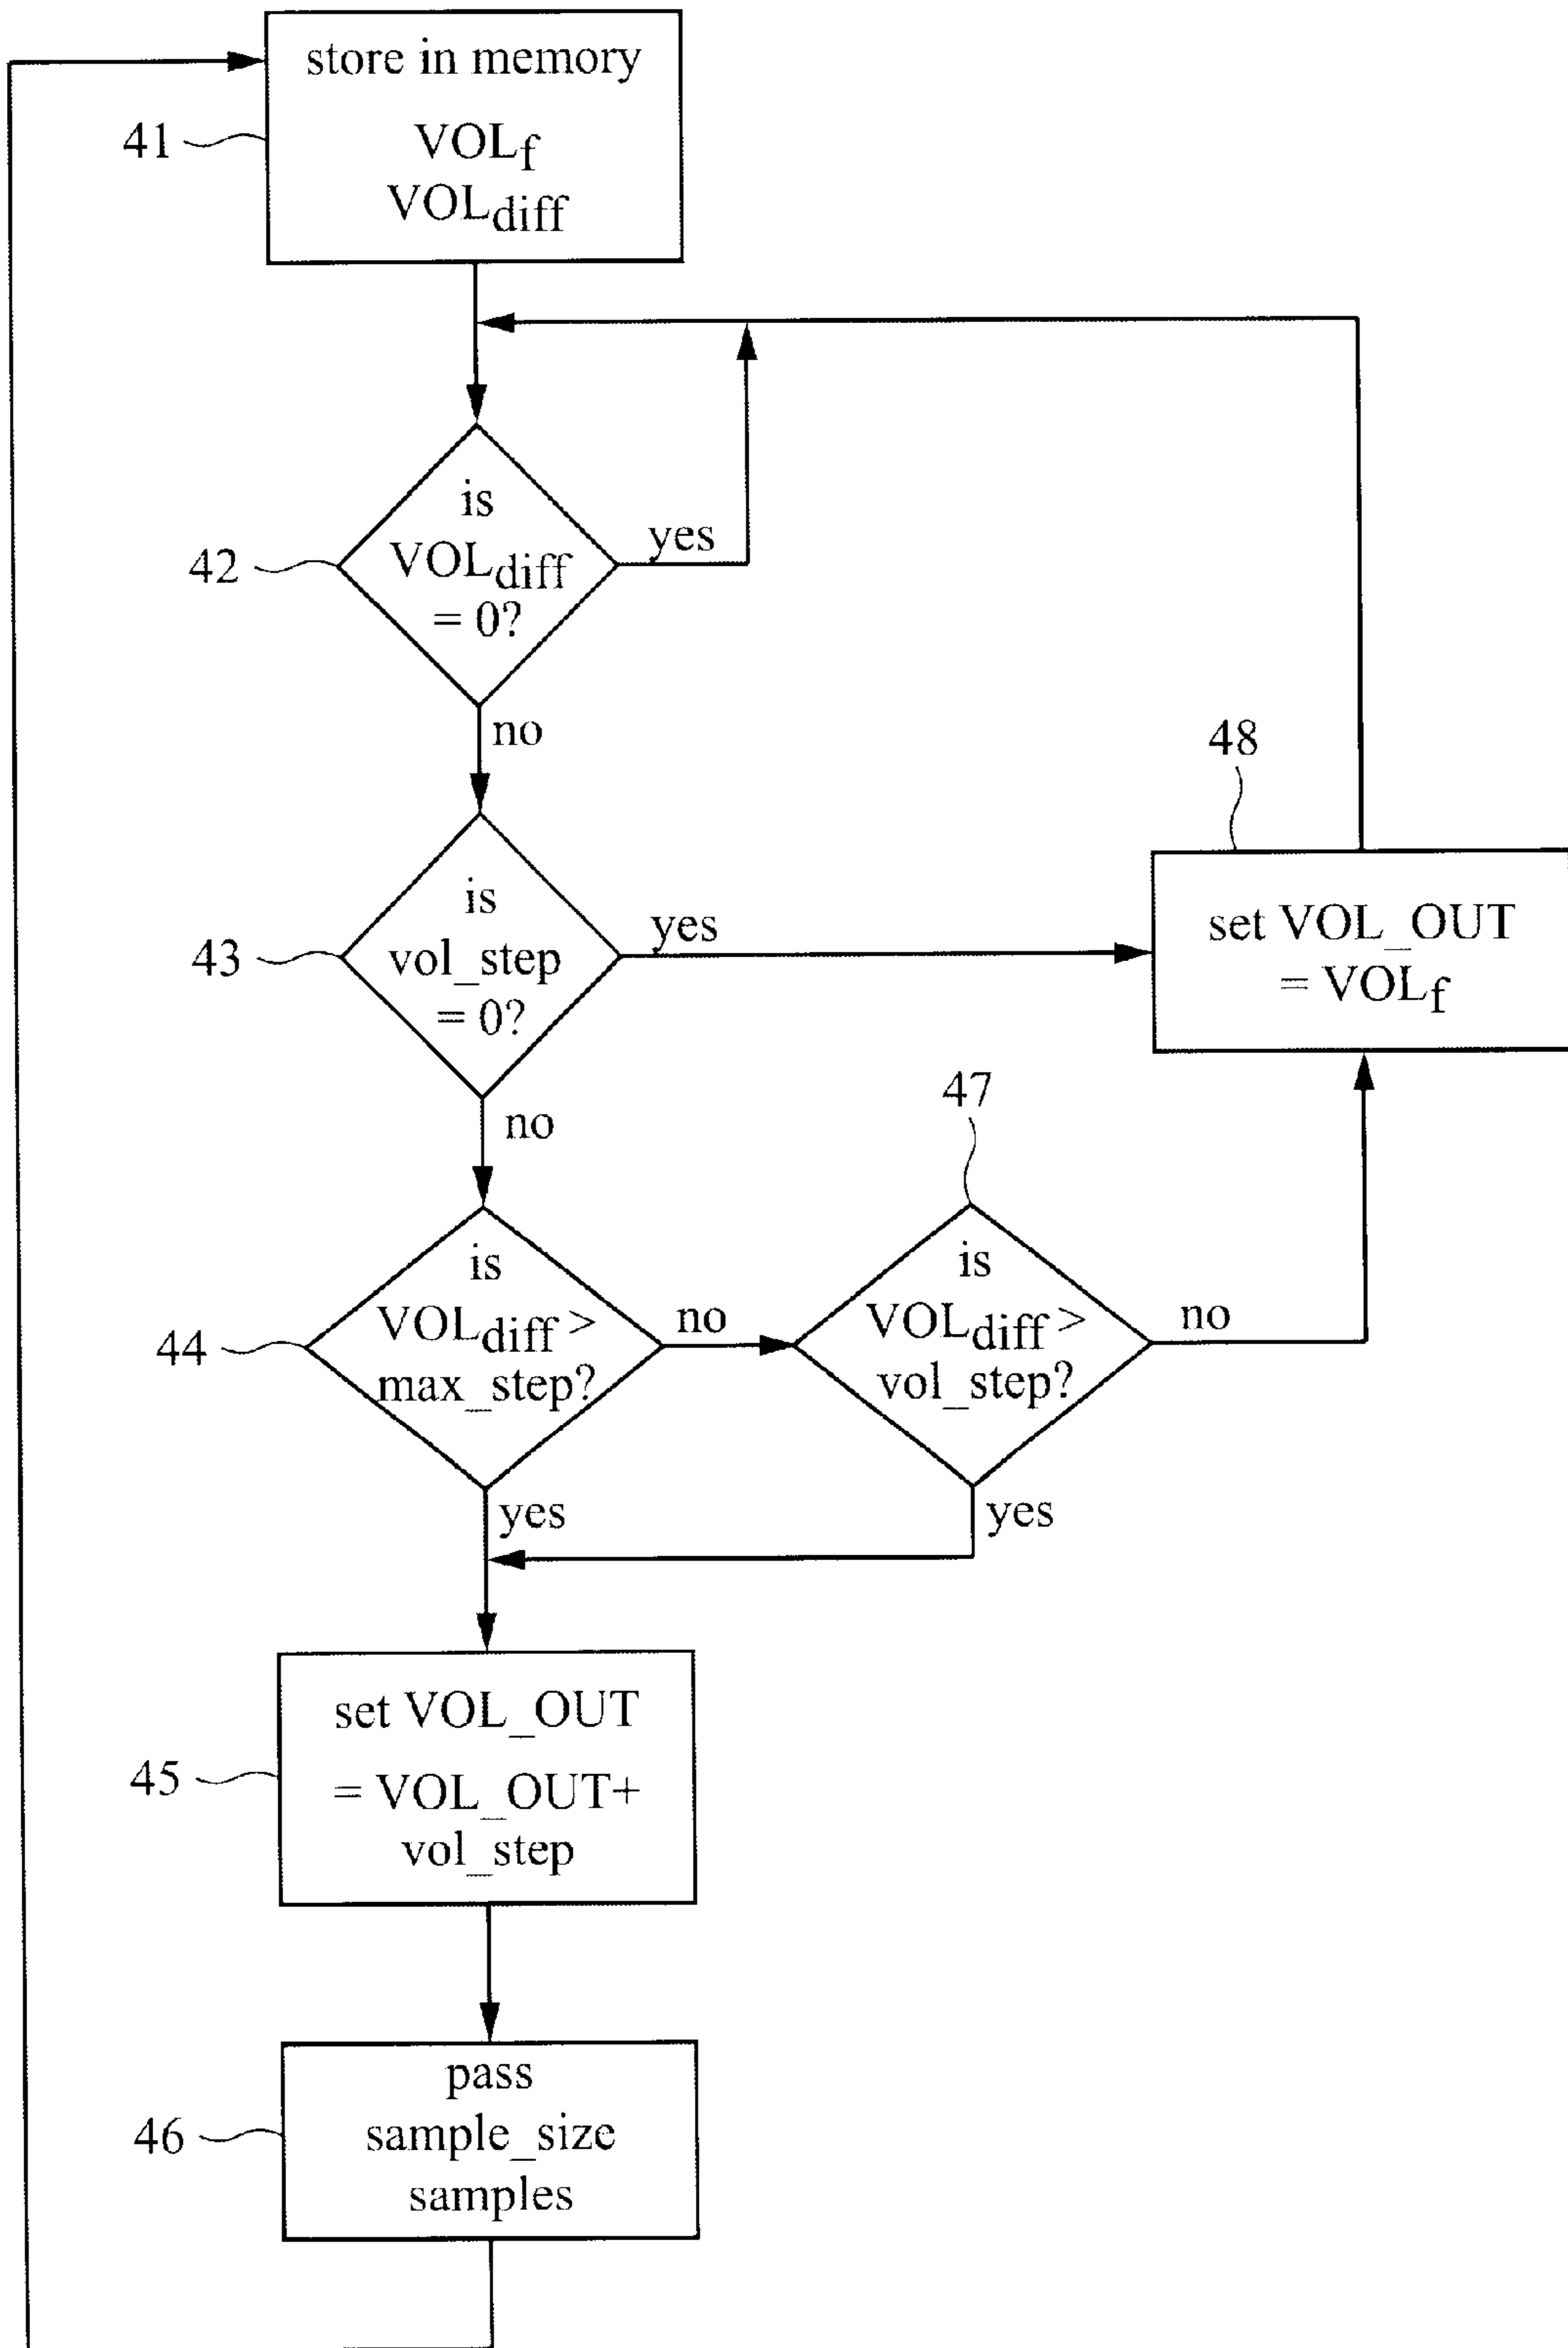 store in memory
41
VOLf
VOLdiff
is
42
VOLdiff
= 0?
yes
no
48
is
43
vol_step
= 0?
yes
set VOL_OUT
= VOLf
no
47
is
44
VOLdiff >
max_step?
no
is
VOLdiff >
vol_step?
no
yes
yes
set VOL_OUT
45
= VOL_OUT+
vol_step
pass
46
sample_size
samples